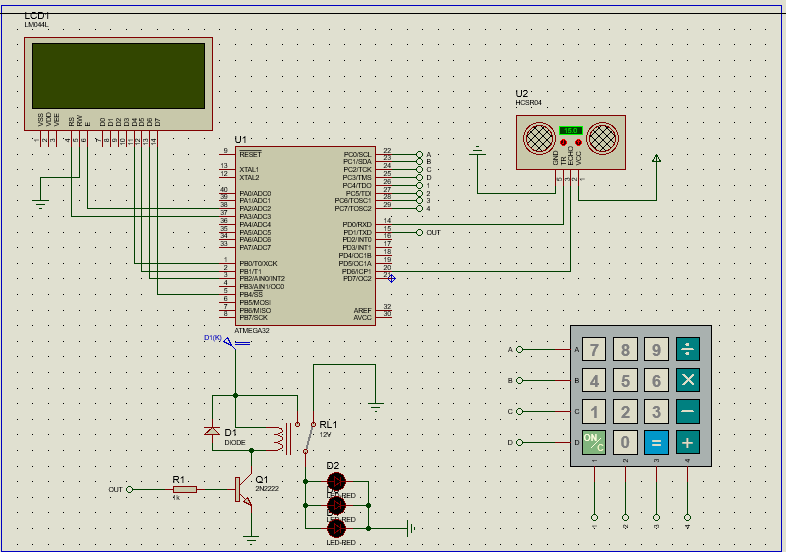 LCD1
LM044L
VSS
VDD
VEE
RS
RW
E
D0
D1
D2
D3
D4
D5
D6
D7
1
2
3
4
5
6
7
8
9
10
11
12
13
14
U1
9 RESET
13 XTAL1
12 XTAL2
40 PA0/ADC0
39 PA1/ADC1
38 PA2/ADC2
37 PA3/ADC3
36 PA4/ADC4
35 PA5/ADC5
34 PA6/ADC6
33 PA7/ADC7
1 PB0/T0/XCK
2 PB1/T1
3 PB2/AIN0/INT2
4 PB3/AIN1/OC0
5 PB4/SS
6 PB5/MOSI
7 PB6/MISO
8 PB7/SCK
PC0/SCL 22 A
PC1/SDA 23 B
PC2/TCK 24 C
PC3/TMS 25 D
PC4/TDO 26 1
PC5/TDI 27 2
PC6/TOSC1 28 3
PC7/TOSC2 29 4
PD0/RXD 14
PD1/TXD 15 OUT
PD2/INT0 16
PD3/INT1 17
PD4/OC1B 18
PD5/OC1A 19
PD6/ICP1 20
PD7/OC2 21
AREF 32
AVCC 30
ATMEGA32
U2
HCSR04
GND
TR
ECHO
VCC
D1(K)
D1
DIODE
RL1
12V
OUT
R1
1k
Q1
2N2222
D2
LED-RED
LED-RED
LED-RED
A A 7 8 9 ÷
B B 4 5 6 ×
C C 1 2 3 −
D D ON/C 0 = +
1 2 3 4
1 2 3 4